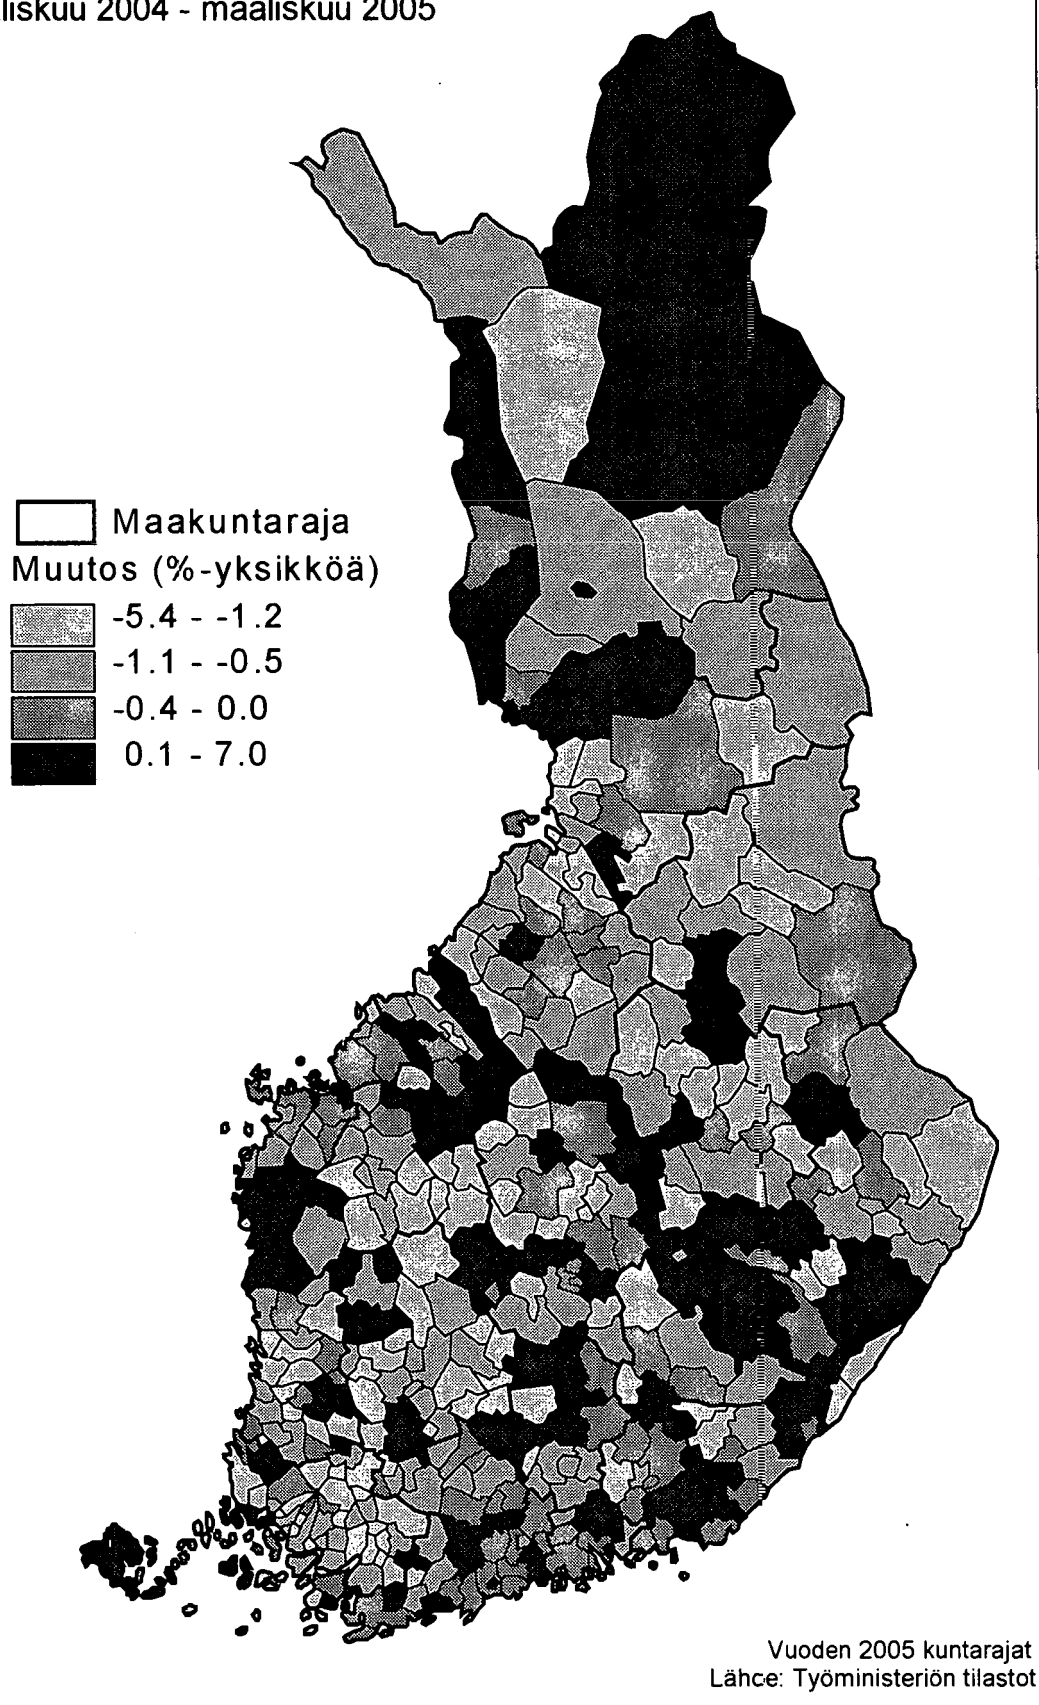 liskuu 2004 - maaliskuu 2005
Maakuntaraja
Muutos (%-yksikköä)
-5.4 - -1.2
-1.1 - -0.5
-0.4 - 0.0
0.1 - 7.0
Vuoden 2005 kuntarajat
Lähce: Työministeriön tilastot